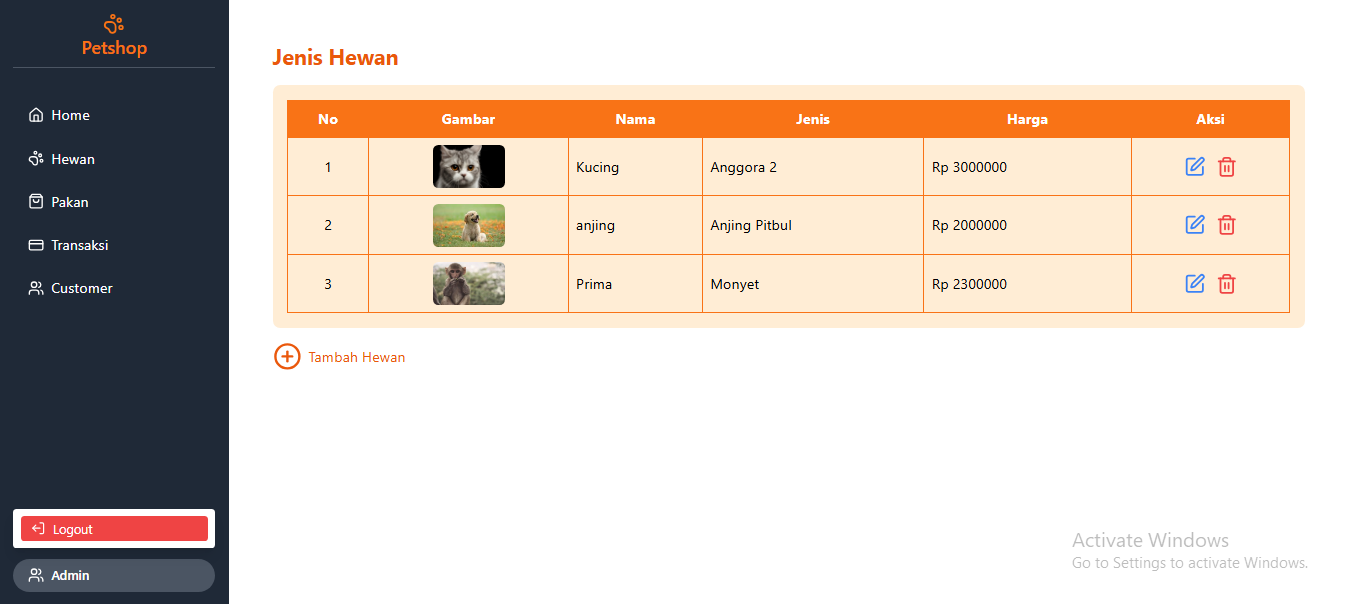 Petshop
Home
Hewan
Pakan
Transaksi
Customer
Logout
Admin
Jenis Hewan
No Gambar Nama Jenis Harga Aksi
1 Kucing Anggora 2 Rp 3000000
2 anjing Anjing Pitbul Rp 2000000
3 Prima Monyet Rp 2300000
Tambah Hewan
Activate Windows
Go to Settings to activate Windows.